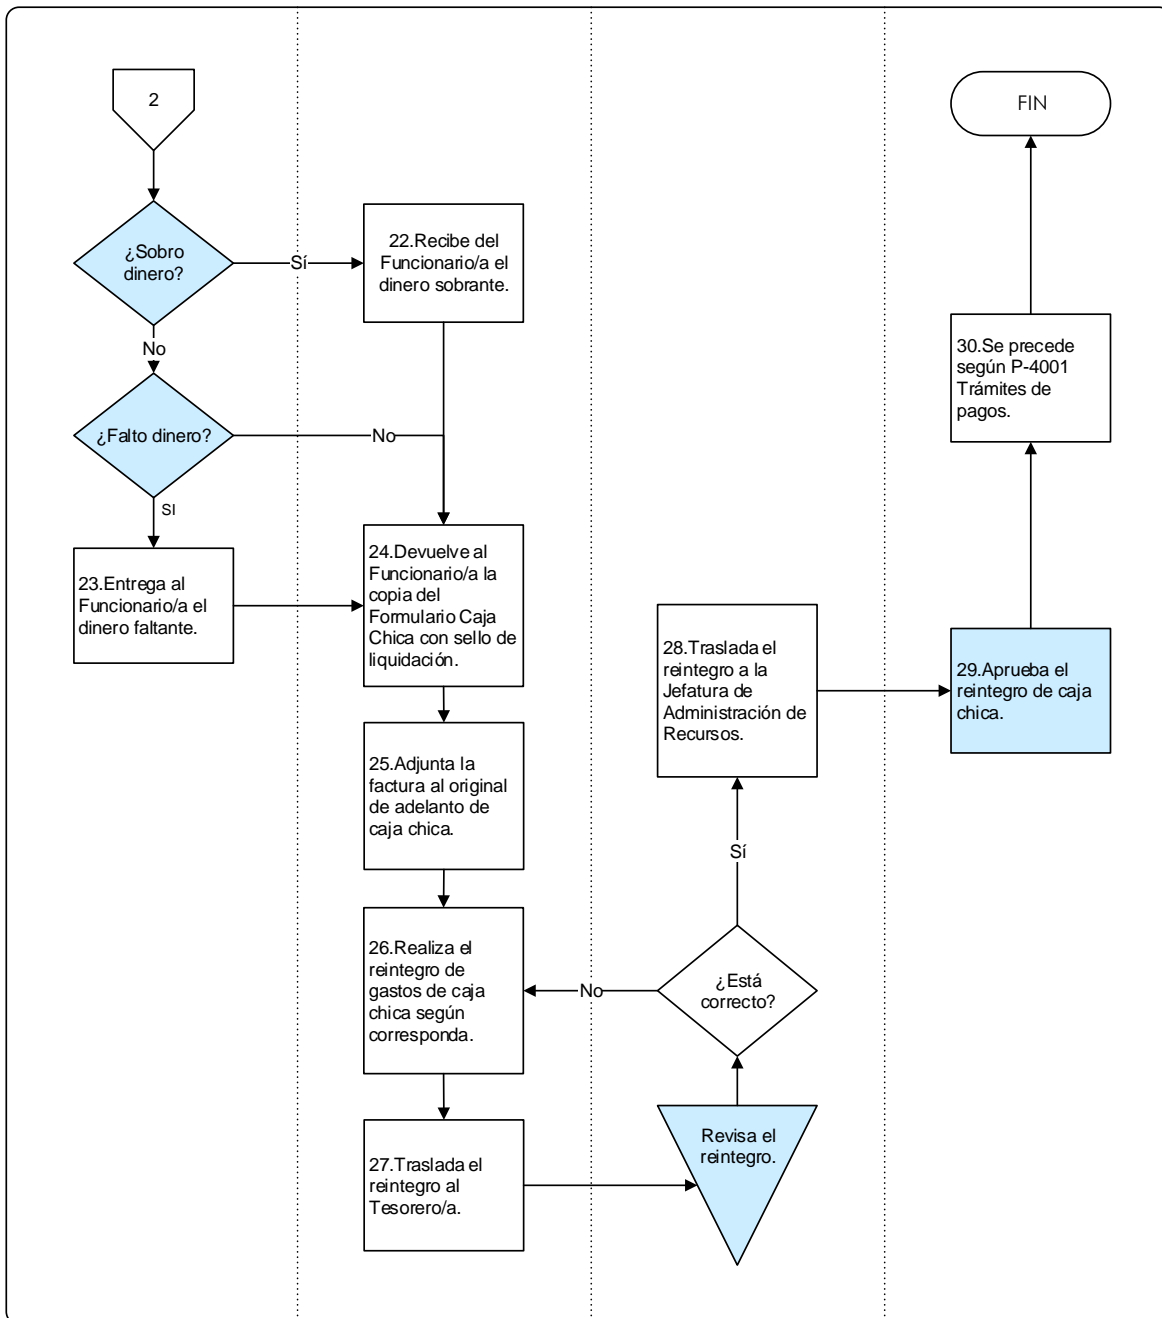 2
FIN
¿Sobro
dinero?
Sí
22.Recibe del
Funcionario/a el
dinero sobrante.
No
¿Falto dinero?
No
SI
23.Entrega al
Funcionario/a el
dinero faltante.
24.Devuelve al
Funcionario/a la
copia del
Formulario Caja
Chica con sello de
liquidación.
25.Adjunta la
factura al original
de adelanto de
caja chica.
26.Realiza el
reintegro de
gastos de caja
chica según
corresponda.
27.Traslada el
reintegro al
Tesorero/a.
Revisa el
reintegro.
¿Está
correcto?
No
Sí
28.Traslada el
reintegro a la
Jefatura de
Administración de
Recursos.
29.Aprueba el
reintegro de caja
chica.
30.Se precede
según P-4001
Trámites de
pagos.